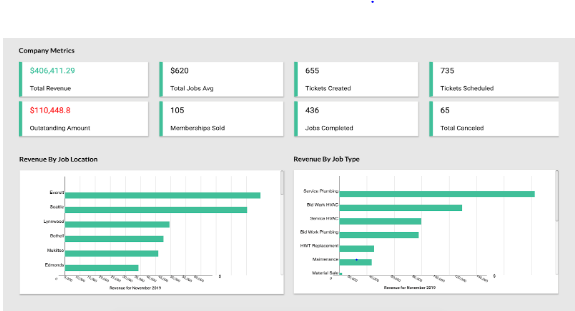 Company Metrics
$406,411.29
$620
655
735
Total Revenue
Total Jobs Avg
Tickets Created
Tickets Scheduled
$110,448.8
105
436
65
Outstanding Amount
Memberships Sold
Jobs Completed
Total Canceled
Revenue By Job Location
Everett
Seattle
Lynnwood
Bothell
Mukilteo
Edmonds
0
Revenue for November 2019
Revenue By Job Type
Service Plumbing
Bid Work HVAC
Service HVAC
Bid Work Plumbing
HWT Replacement
Maintenance
Material Sale
0
Revenue for November 2019